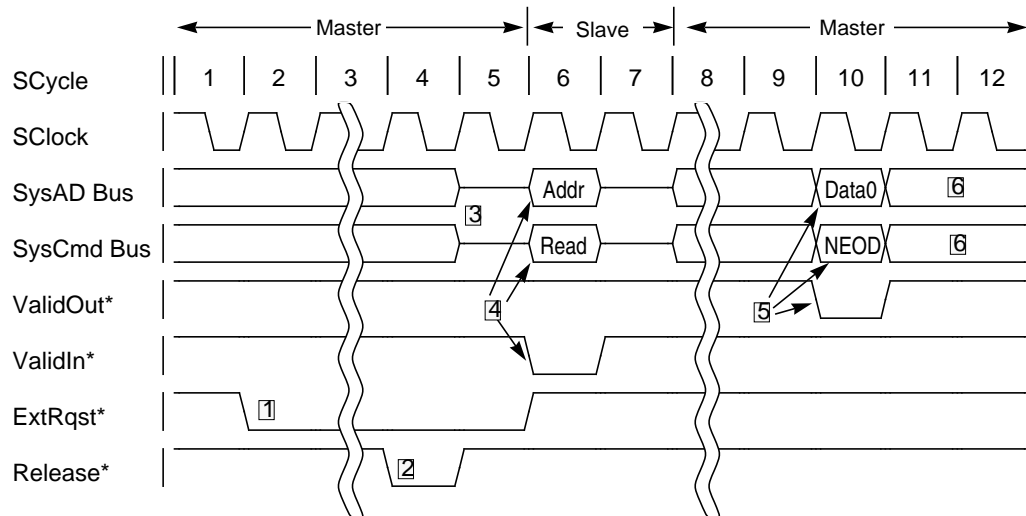 Master Slave Master
SCycle 1 2 3 4 5 6 7 8 9 10 11 12
SClock
SysAD Bus Addr Data0 6
3
SysCmd Bus Read NEOD 6
ValidOut* 4 5
ValidIn*
ExtRqst* 1
Release* 2